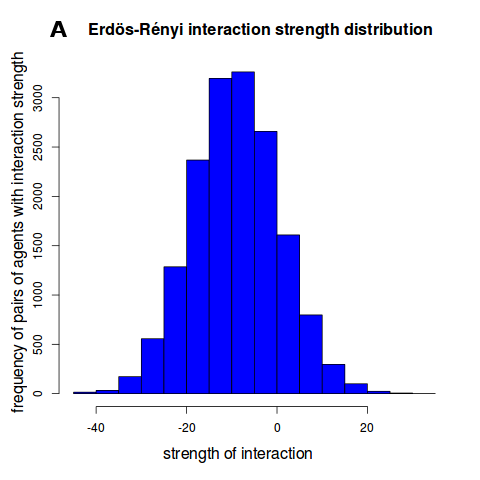 A
Erdös-Rényi interaction strength distribution
frequency of pairs of agents with interaction strength
3000
2500
2000
1500
1000
500
0
-40 -20 0 20
strength of interaction